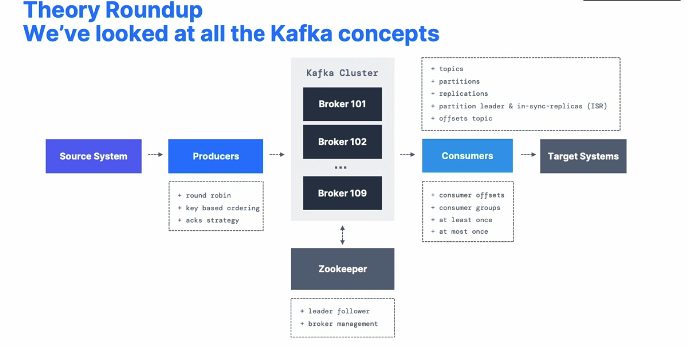 Theory Roundup
We've looked at all the Kafka concepts
Kafka Cluster
Broker 101
Broker 102
...
Broker 109
+ topics
+ partitions
+ replications
+ partition leader & in-sync-replicas (ISR)
+ offsets topic
Source System
Producers
Consumers
Target Systems
+ round robin
+ key based ordering
+ acks strategy
+ consumer offsets
+ consumer groups
+ at least once
+ at most once
Zookeeper
+ leader follower
+ broker management